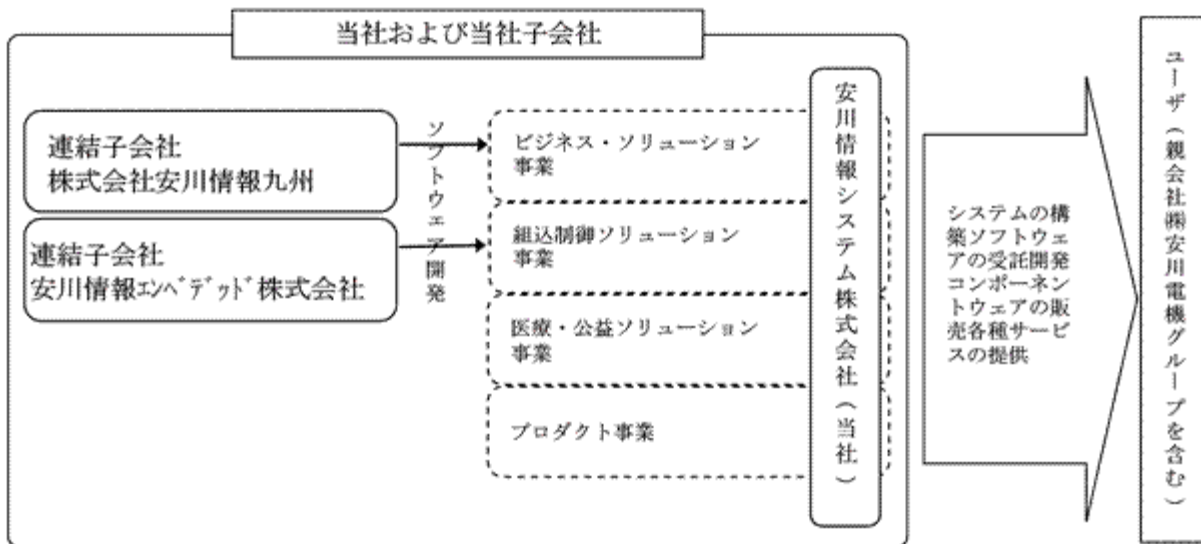 当社および当社子会社
連結子会社
株式会社安川情報九州
連結子会社
安川情報ｴﾝﾍﾞﾃﾞｯﾄﾞ株式会社
ソフトウェア開発
ビジネス・ソリューション
事業
組込制御ソリューション
事業
医療・公益ソリューション
事業
プロダクト事業
安川情報システム株式会社(当社)
システムの構
築ソフトウェ
アの受託開発
コンポーネン
トウェアの販
売各種サービ
スの提供
ユーザ(親会社㈱安川電機グループを含む)